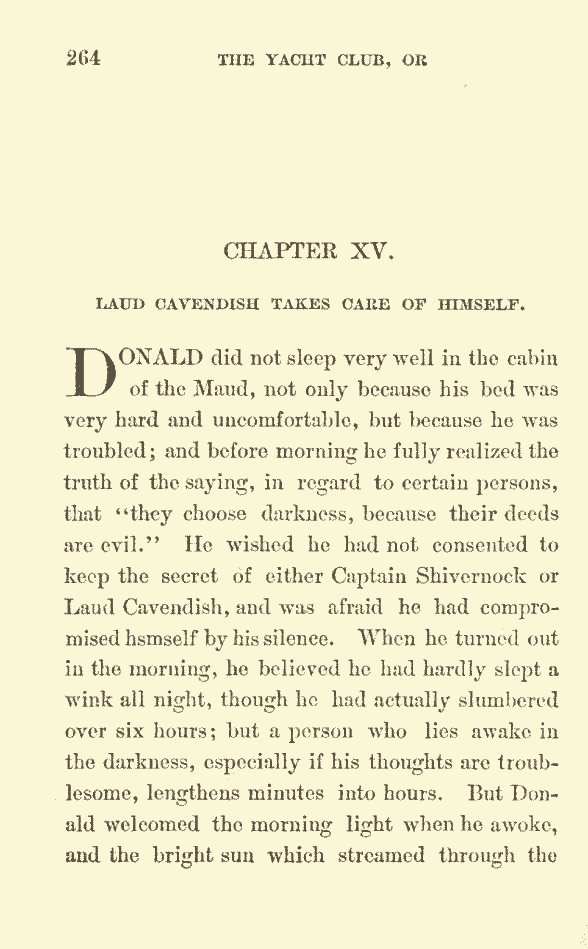 264 THE YACHT CLUB, OR
CHAPTER XV.
LAUD CAVENDISH TAKES CARE OF HIMSELF.
DONALD did not sleep very well in the cabin
of the Maud, not only because his bed was
very hard and uncomfortable, but because he was
troubled; and before morning he fully realized the
truth of the saying, in regard to certain persons,
that “they choose darkness, because their deeds
are evil.” He wished he had not consented to
keep the secret of either Captain Shivernock or
Laud Cavendish, and was afraid he had compro-
mised hsmself by his silence. When he turned out
in the morning, he believed he had hardly slept a
wink all night, though he had actually slumbered
over six hours; but a person who lies awake in
the darkness, especially if his thoughts are troub-
lesome, lengthens minutes into hours. But Don-
ald welcomed the morning light when he awoke,
and the bright sun which streamed through the